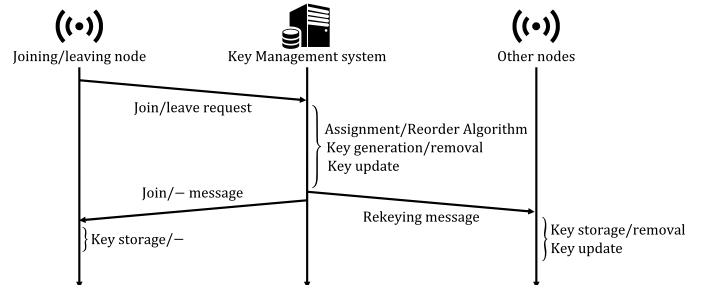 Joining/leaving node
Key Management system
Other nodes
Join/leave request
Assignment/Reorder Algorithm
Key generation/removal
Key update
Join/− message
Rekeying message
Key storage/−
Key storage/removal
Key update